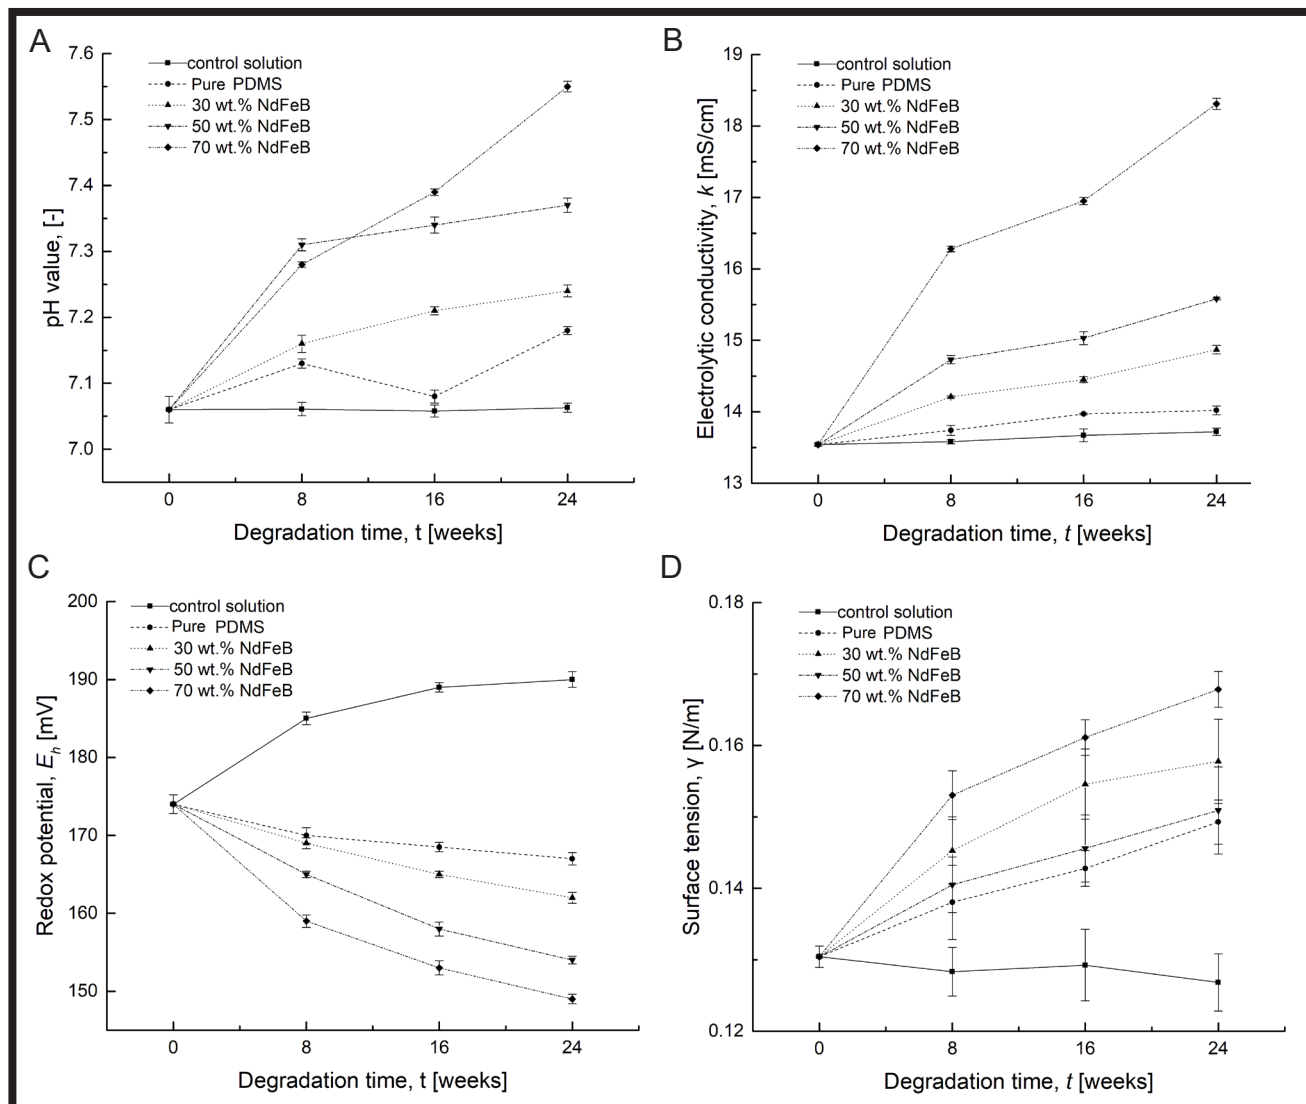 A
7.6
7.5
7.4
7.3
7.2
7.1
7.0
pH value, [-]
control solution
Pure PDMS
30 wt.% NdFeB
50 wt.% NdFeB
70 wt.% NdFeB
0 8 16 24
Degradation time, t [weeks]
B
19
18
17
16
15
14
13
Electrolytic conductivity, k [mS/cm]
control solution
Pure PDMS
30 wt.% NdFeB
50 wt.% NdFeB
70 wt.% NdFeB
0 8 16 24
Degradation time, t [weeks]
C
200
190
180
170
160
150
Redox potential, Eh [mV]
control solution
Pure PDMS
30 wt.% NdFeB
50 wt.% NdFeB
70 wt.% NdFeB
0 8 16 24
Degradation time, t [weeks]
D
0.18
0.16
0.14
0.12
Surface tension, γ [N/m]
control solution
Pure PDMS
30 wt.% NdFeB
50 wt.% NdFeB
70 wt.% NdFeB
0 8 16 24
Degradation time, t [weeks]